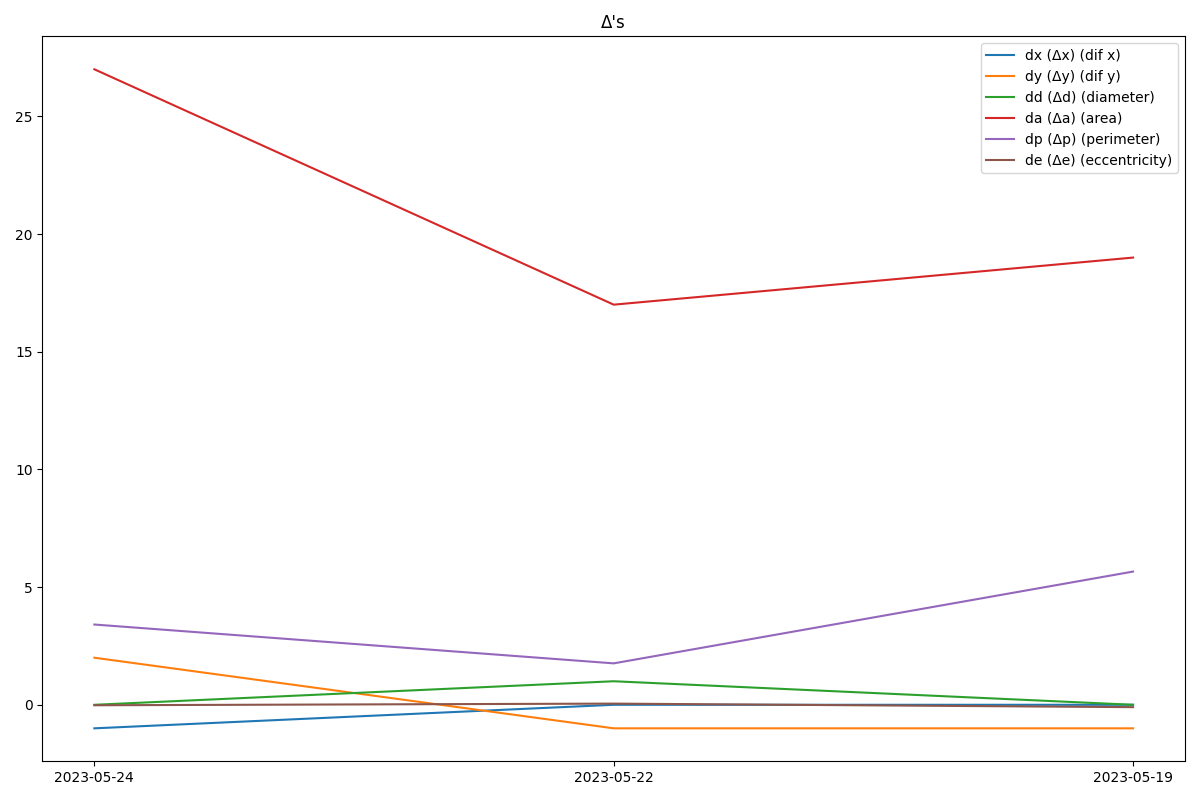 Δ's
dx (Δx) (dif x)
dy (Δy) (dif y)
dd (Δd) (diameter)
da (Δa) (area)
dp (Δp) (perimeter)
de (Δe) (eccentricity)
25
20
15
10
5
0
2023-05-24 2023-05-22 2023-05-19